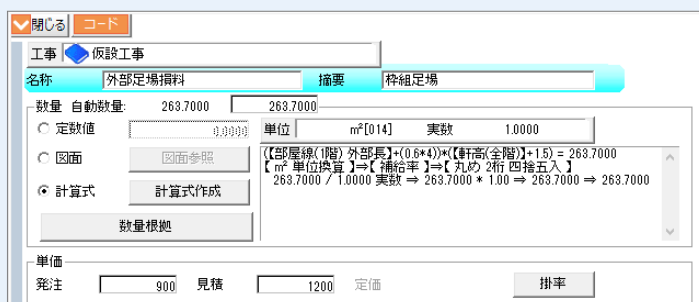 閉じる コード
工事 仮設工事
名称 外部足場損料 摘要 枠組足場
数量 自動数量: 263.7000 263.7000
定数値 0.0000 単位 m²[014] 実数 1.0000
図面 図面参照
計算式 計算式作成
数量根拠
(【部屋線(1階) 外部長】+(0.6*4))*(【軒高(全階)】+1.5) = 263.7000
【 m² 単位換算 】⇒【 補給率 】⇒【 丸め 2桁 四捨五入 】
263.7000 / 1.0000 実数 ⇒ 263.7000 * 1.00 ⇒ 263.7000 ⇒ 263.7000
単価
発注 900 見積 1200 定価 掛率